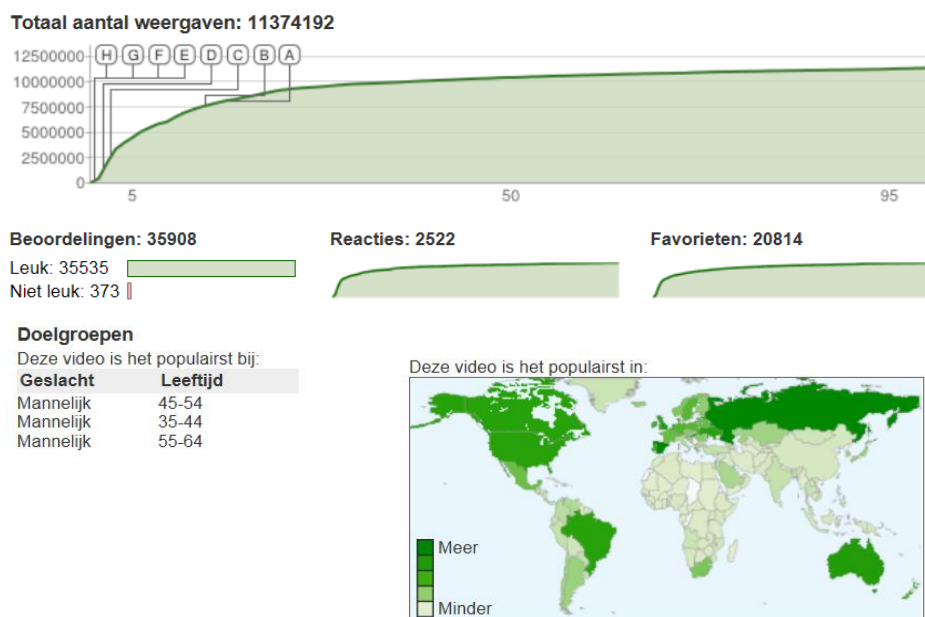 Totaal aantal weergaven: 11374192
12500000
H G F E D C B A
10000000
7500000
5000000
2500000
0
5 50 95
Beoordelingen: 35908 Reacties: 2522 Favorieten: 20814
Leuk: 35535
Niet leuk: 373
Doelgroepen
Deze video is het populairst bij:
Geslacht Leeftijd
Mannelijk 45-54
Mannelijk 35-44
Mannelijk 55-64
Deze video is het populairst in:
Meer
Minder